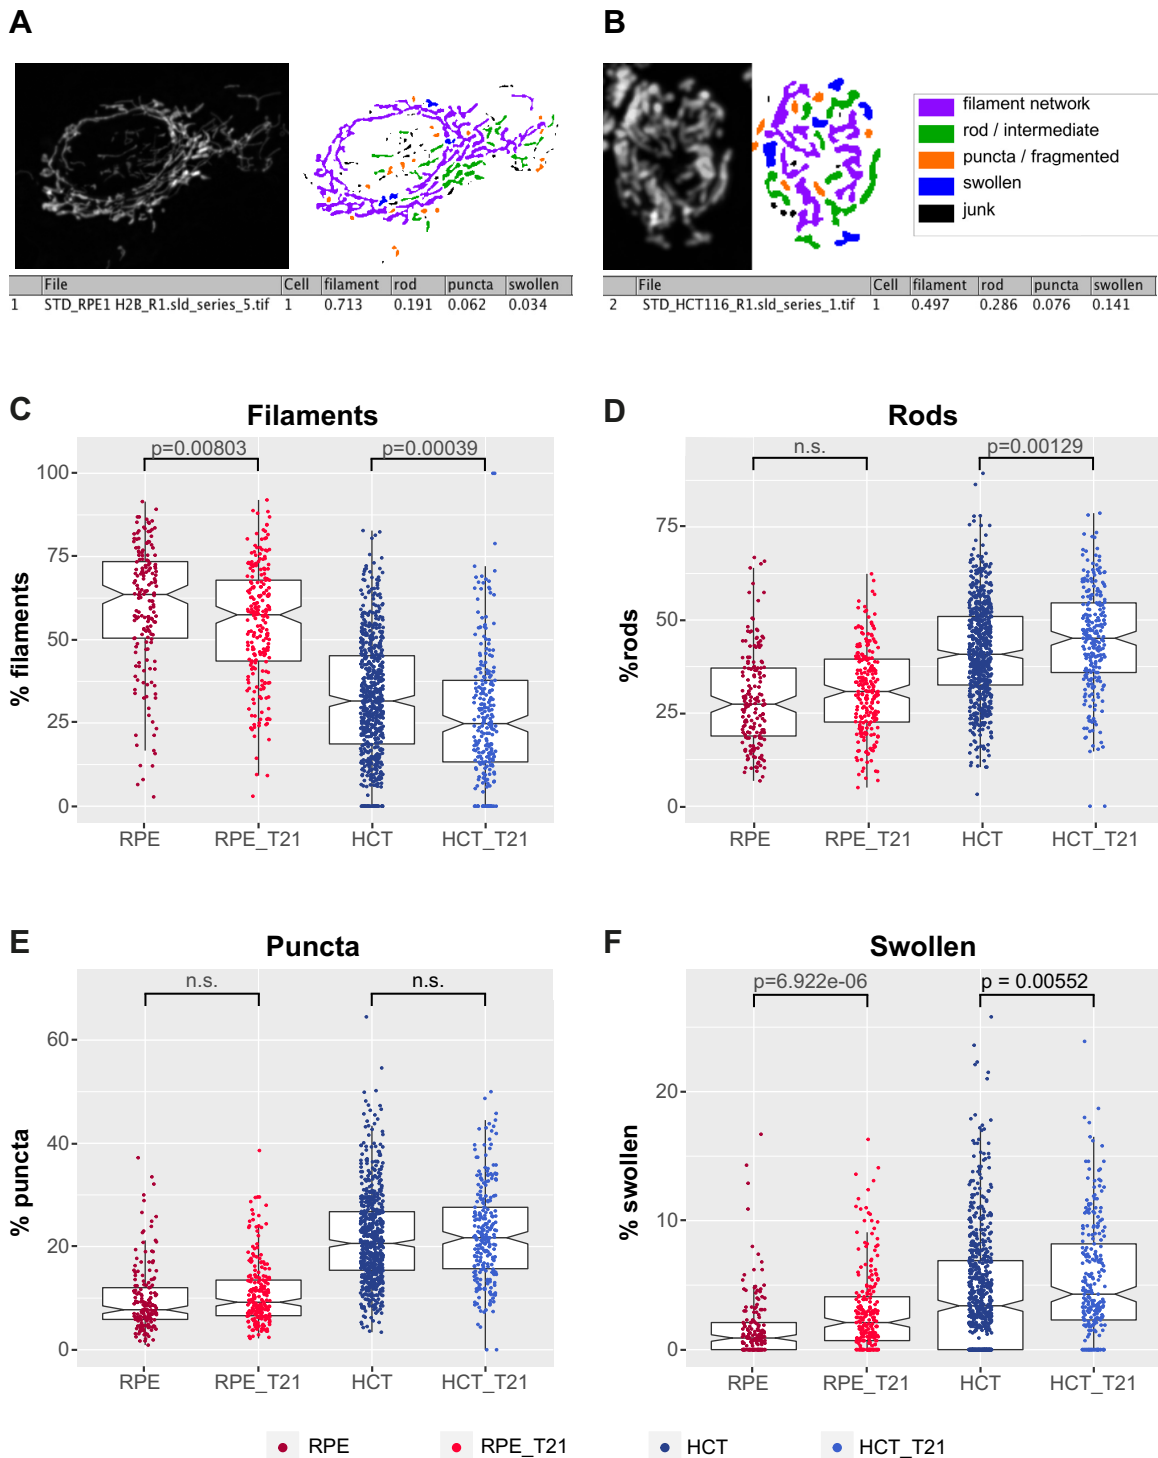 A
B
filament network
rod / intermediate
puncta / fragmented
swollen
junk
File Cell filament rod puncta swollen
1 STD_RPE1 H2B_R1.sld_series_5.tif 1 0.713 0.191 0.062 0.034
File Cell filament rod puncta swollen
2 STD_HCT116_R1.sld_series_1.tif 1 0.497 0.286 0.076 0.141
C
Filaments
p=0.00803
p=0.00039
% filaments
100
75
50
25
0
RPE RPE_T21 HCT HCT_T21
D
Rods
n.s.
p=0.00129
%rods
75
50
25
0
RPE RPE_T21 HCT HCT_T21
E
Puncta
n.s.
n.s.
% puncta
60
40
20
0
RPE RPE_T21 HCT HCT_T21
F
Swollen
p=6.922e-06
p = 0.00552
% swollen
20
10
0
RPE RPE_T21 HCT HCT_T21
RPE RPE_T21 HCT HCT_T21